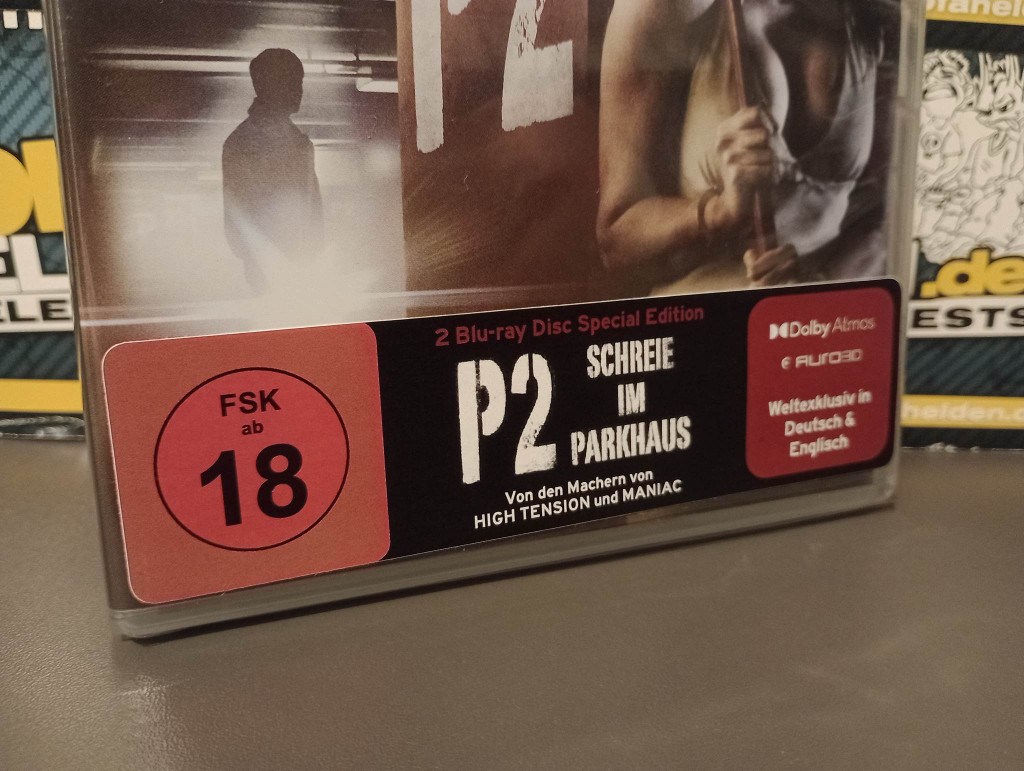 P2
2 Blu-ray Disc Special Edition
P2
SCHREIE
IM
PARKHAUS
Von den Machern von
HIGH TENSION und MANIAC
FSK
ab
18
Dolby Atmos
AURO3D
Weltexklusiv in
Deutsch &
Englisch
.de
ESTS
helden.